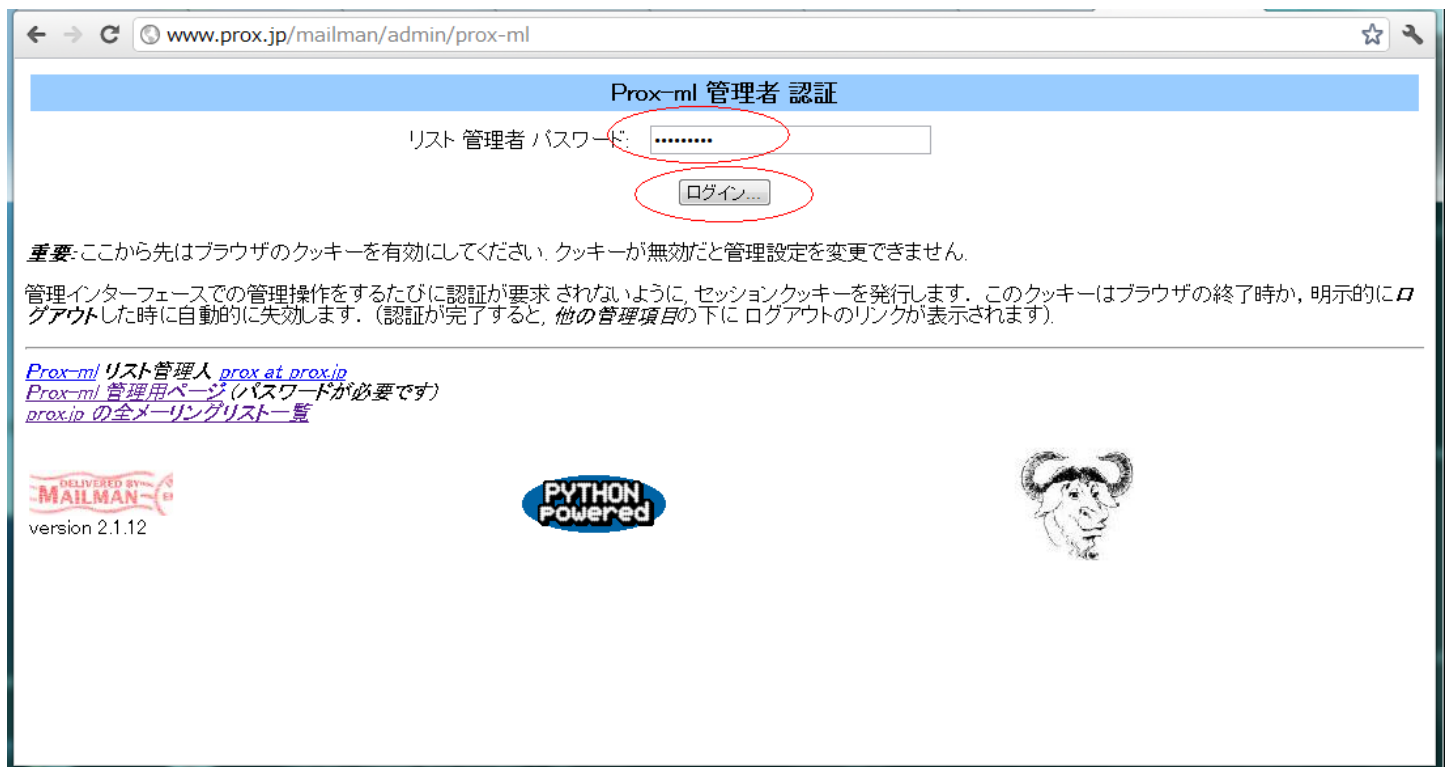 www.prox.jp/mailman/admin/prox-ml
Prox-ml 管理者 認証
リスト 管理者 パスワード: •••••••••
ログイン...
重要:ここから先はブラウザのクッキーを有効にしてください. クッキーが無効だと管理設定を変更できません.
管理インターフェースでの管理操作をするたびに認証が要求 されないように, セッションクッキーを発行します. このクッキーはブラウザの終了時か, 明示的にロ
グアウトした時に自動的に失効します. (認証が完了すると, 他の管理項目の下に ログアウトのリンクが表示されます).
Prox-ml リスト管理人 prox at prox.jp
Prox-ml 管理用ページ (パスワードが必要です)
prox.jp の全メーリングリスト一覧
DELIVERED BY
MAILMAN
PYTHON
Powered
version 2.1.12